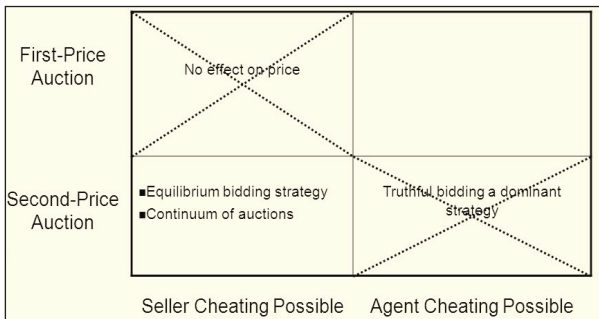 First-Price
Auction
No effect on price
Second-Price
Auction
■Equilibrium bidding strategy
■Continuum of auctions
Truthful bidding a dominant
strategy
Seller Cheating Possible
Agent Cheating Possible